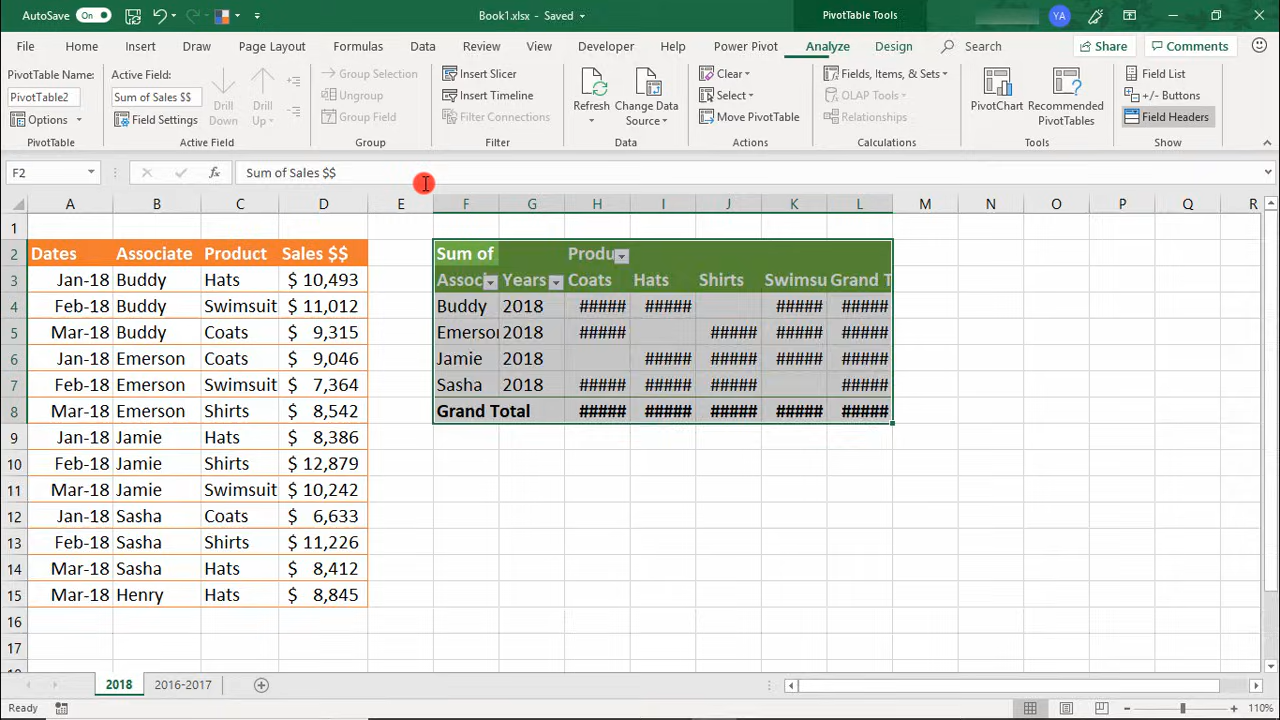 AutoSave On Book1.xlsx - Saved PivotTable Tools YA
File Home Insert Draw Page Layout Formulas Data Review View Developer Help Power Pivot Analyze Design Search Share Comments
PivotTable Name: Active Field: Group Selection Insert Slicer Clear Fields, Items, & Sets Field List
PivotTable2 Sum of Sales $$ Drill Down Drill Up Ungroup Insert Timeline Refresh Change Data Source Select OLAP Tools PivotChart Recommended PivotTables +/- Buttons
Options Field Settings Group Field Filter Connections Move PivotTable Relationships Field Headers
PivotTable Active Field Group Filter Data Actions Calculations Tools Show
F2 fx Sum of Sales $$
A B C D E F G H I J K L M N O P Q R
1
2 Dates Associate Product Sales $$ Sum of Produ
3 Jan-18 Buddy Hats $ 10,493 Associ Years Coats Hats Shirts Swimsu Grand T
4 Feb-18 Buddy Swimsuit $ 11,012 Buddy 2018 ##### ##### ##### #####
5 Mar-18 Buddy Coats $ 9,315 Emerson 2018 ##### ##### ##### #####
6 Jan-18 Emerson Coats $ 9,046 Jamie 2018 ##### ##### ##### #####
7 Feb-18 Emerson Swimsuit $ 7,364 Sasha 2018 ##### ##### ##### #####
8 Mar-18 Emerson Shirts $ 8,542 Grand Total ##### ##### ##### ##### #####
9 Jan-18 Jamie Hats $ 8,386
10 Feb-18 Jamie Shirts $ 12,879
11 Mar-18 Jamie Swimsuit $ 10,242
12 Jan-18 Sasha Coats $ 6,633
13 Feb-18 Sasha Shirts $ 11,226
14 Mar-18 Sasha Hats $ 8,412
15 Mar-18 Henry Hats $ 8,845
16
17
2018 2016-2017
Ready 110%